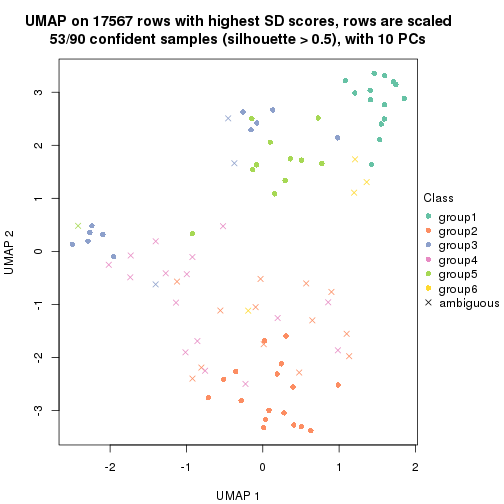 UMAP on 17567 rows with highest SD scores, rows are scaled
53/90 confident samples (silhouette > 0.5), with 10 PCs
3
2
1
0
-1
-2
-3
UMAP 2
-2
-1
0
1
2
UMAP 1
Class
group1
group2
group3
group4
group5
group6
ambiguous